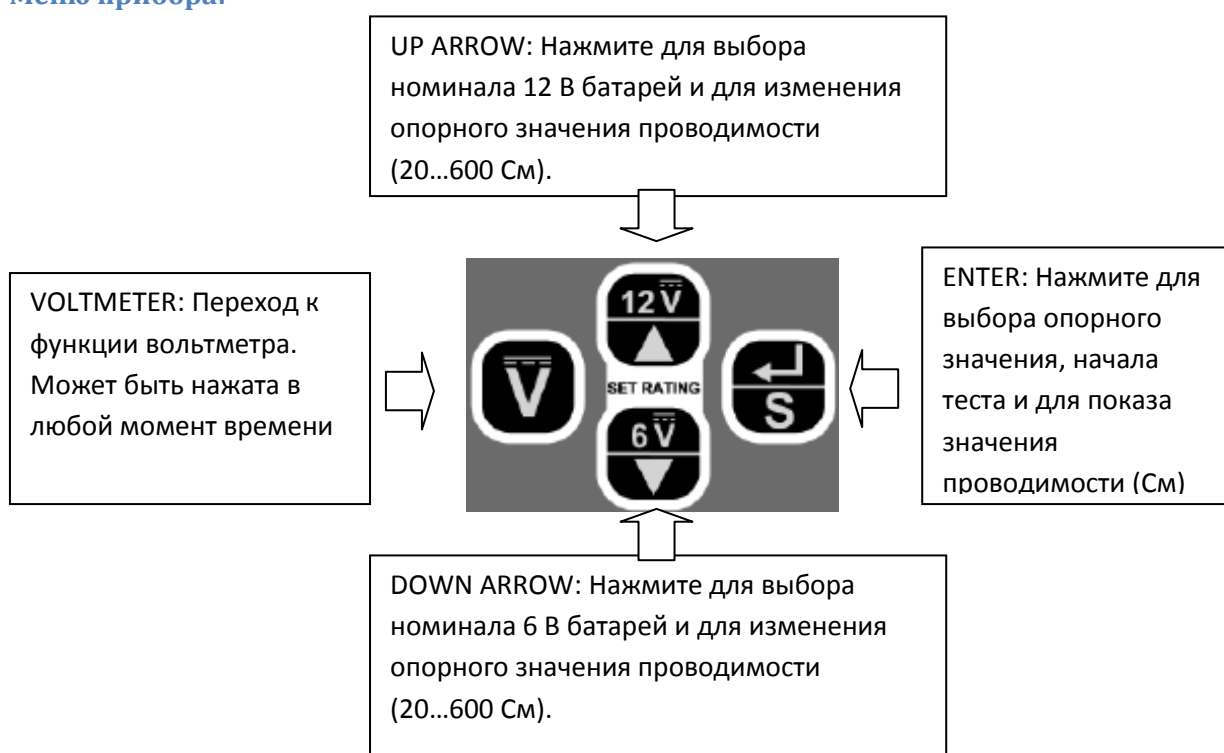 Меню прибора:
UP ARROW: Нажмите для выбора
номинала 12 В батарей и для изменения
опорного значения проводимости
(20…600 См).
VOLTMETER: Переход к
функции вольтметра.
Может быть нажата в
любой момент времени
12 V
V
SET RATING
S
6 V
ENTER: Нажмите для
выбора опорного
значения, начала
теста и для показа
значения
проводимости (См)
DOWN ARROW: Нажмите для выбора
номинала 6 В батарей и для изменения
опорного значения проводимости
(20…600 См).